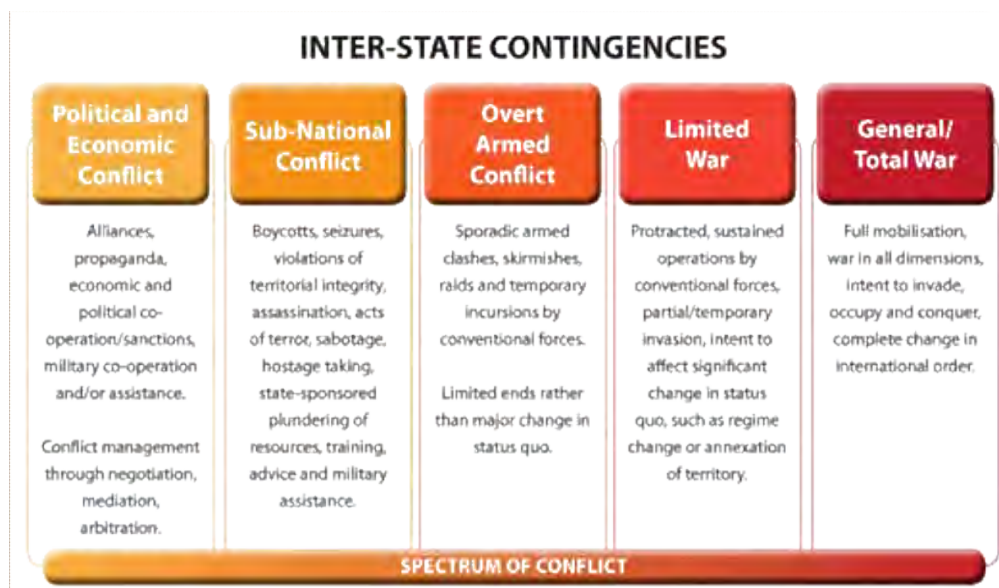 INTER-STATE CONTINGENCIES
Political and
Economic
Conflict
Alliances,
propaganda,
economic and
political co-
operation/sanctions,
military co-operation
and/or assistance.
Conflict management
through negotiation,
mediation,
arbitration.
Sub-National
Conflict
Boycotts, seizures,
violations of
territorial integrity,
assassination, acts
of terror, sabotage,
hostage taking,
state-sponsored
plundering of
resources, training,
advice and military
assistance.
Overt
Armed
Conflict
Sporadic armed
clashes, skirmishes,
raids and temporary
incursions by
conventional forces.
Limited ends rather
than major change in
status quo.
Limited
War
Protracted, sustained
operations by
conventional forces,
partial/temporary
invasion, intent to
affect significant
change in status
quo, such as regime
change or annexation
of territory.
General/
Total War
Full mobilisation,
war in all dimensions,
intent to invade,
occupy and conquer,
complete change in
international order.
SPECTRUM OF CONFLICT